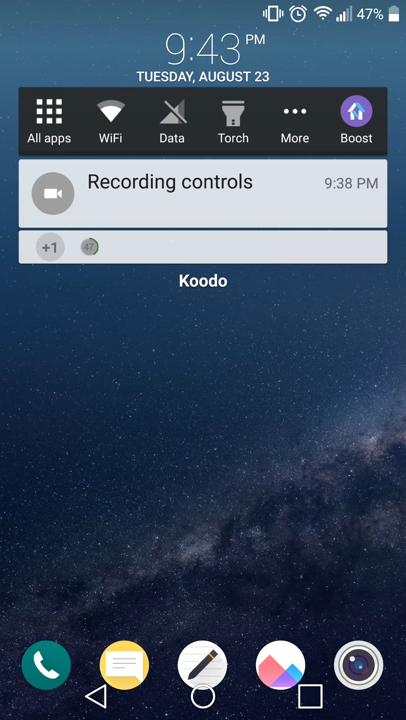 47%
9:43 PM
TUESDAY, AUGUST 23
All apps WiFi Data Torch More Boost
Recording controls 9:38 PM
+1 47
Koodo